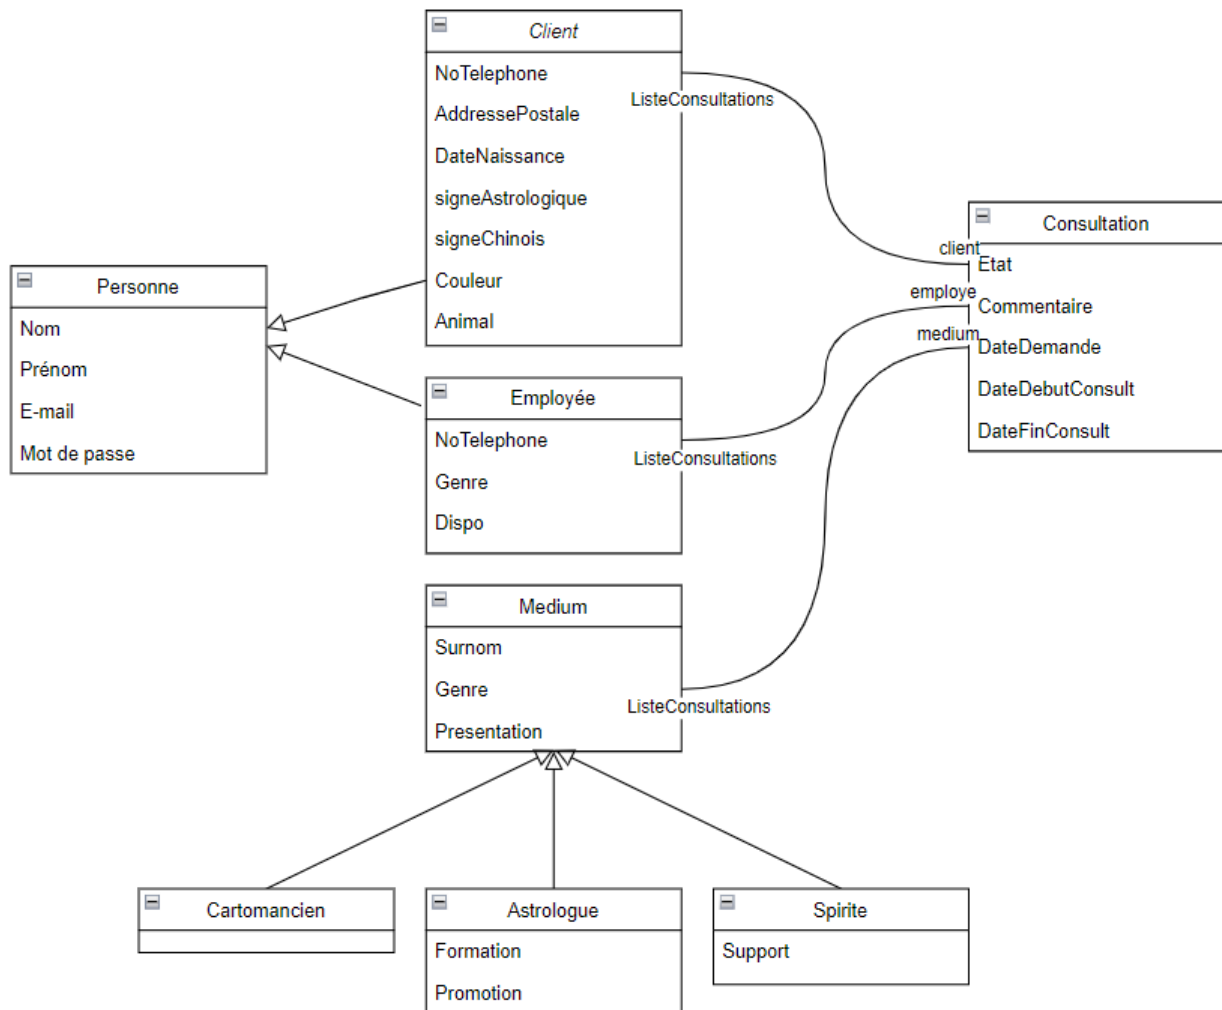 Client
NoTelephone
AddressePostale
DateNaissance
signeAstrologique
signeChinois
Couleur
Animal
ListeConsultations
Consultation
client
Etat
employe
Commentaire
medium
DateDemande
DateDebutConsult
DateFinConsult
Personne
Nom
Prénom
E-mail
Mot de passe
Employée
NoTelephone
Genre
Dispo
ListeConsultations
Medium
Surnom
Genre
Presentation
ListeConsultations
Cartomancien
Astrologue
Formation
Promotion
Spirite
Support